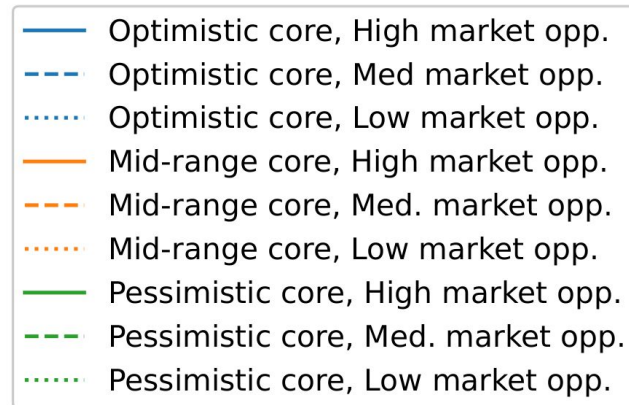 Optimistic core, High market opp.
Optimistic core, Med market opp.
Optimistic core, Low market opp.
Mid-range core, High market opp.
Mid-range core, Med. market opp.
Mid-range core, Low market opp.
Pessimistic core, High market opp.
Pessimistic core, Med. market opp.
Pessimistic core, Low market opp.